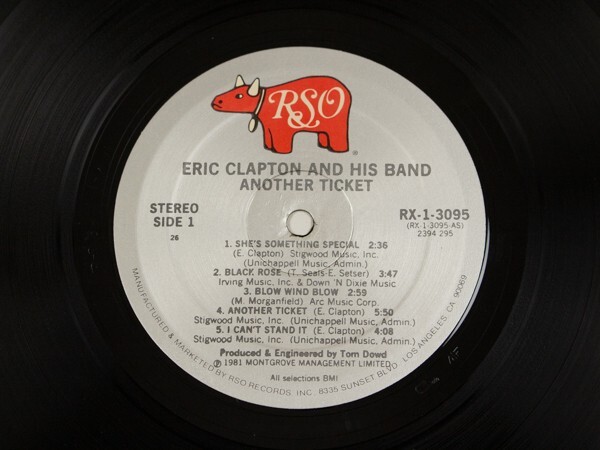 RSO
®
ERIC CLAPTON AND HIS BAND
ANOTHER TICKET
STEREO
SIDE 1
26
RX-1-3095
(RX-1-3095-AS)
2394 295
1. SHE'S SOMETHING SPECIAL 2:36
(E. Clapton) Stigwood Music, Inc.
(Unichappell Music, Admin.)
2. BLACK ROSE (T. Seals-E. Setser) 3:47
Irving Music, Inc. & Down 'N Dixie Music
3. BLOW WIND BLOW 2:59
(M. Morganfield) Arc Music Corp.
4. ANOTHER TICKET (E. Clapton) 5:50
Stigwood Music, Inc. (Unichappell Music, Admin.)
5. I CAN'T STAND IT (E. Clapton) 4:08
Stigwood Music, Inc. (Unichappell Music, Admin.)
Produced & Engineered by Tom Dowd
℗ 1981 MONTGROVE MANAGEMENT LIMITED
All selections BMI
MANUFACTURED & MARKETED BY RSO RECORDS, INC. 8335 SUNSET BLVD. LOS ANGELES, CA. 90069